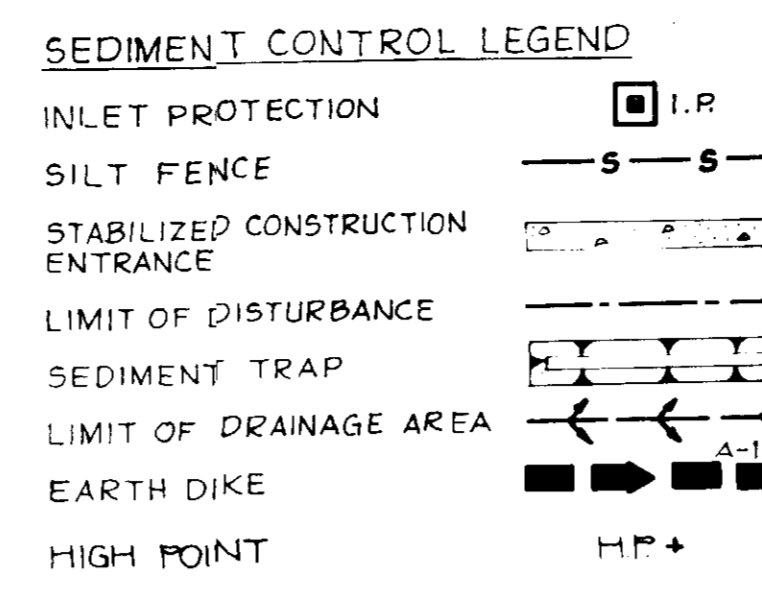 SEDIMENT CONTROL LEGEND
INLET PROTECTION I.P.
SILT FENCE S S
STABILIZED CONSTRUCTION
ENTRANCE
LIMIT OF DISTURBANCE
SEDIMENT TRAP
LIMIT OF DRAINAGE AREA
A-1
EARTH DIKE
HIGH POINT H.P. +